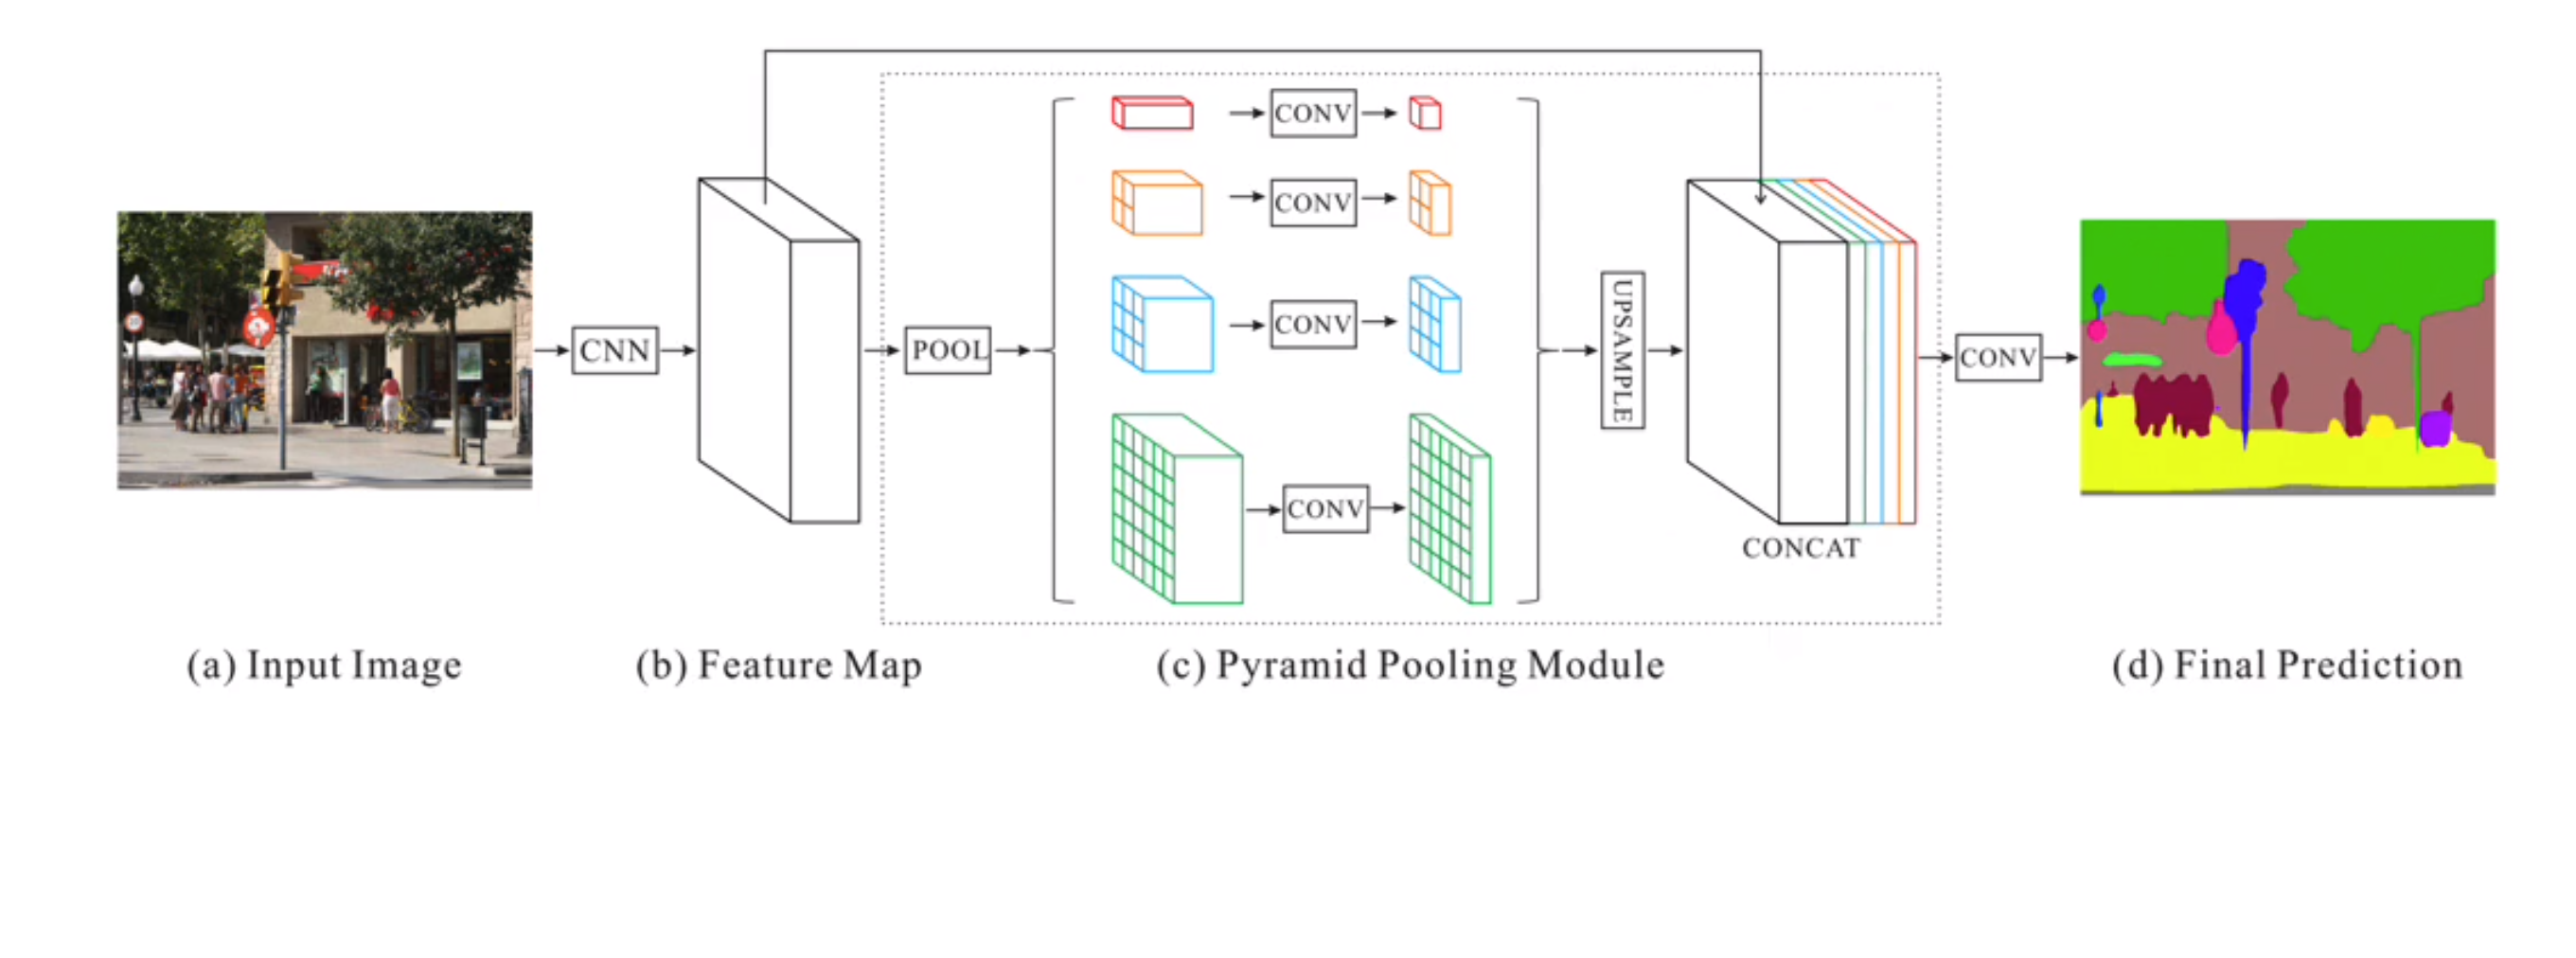 CNN
POOL
CONV
CONV
CONV
CONV
UPSAMPLE
CONCAT
CONV
(a) Input Image
(b) Feature Map
(c) Pyramid Pooling Module
(d) Final Prediction